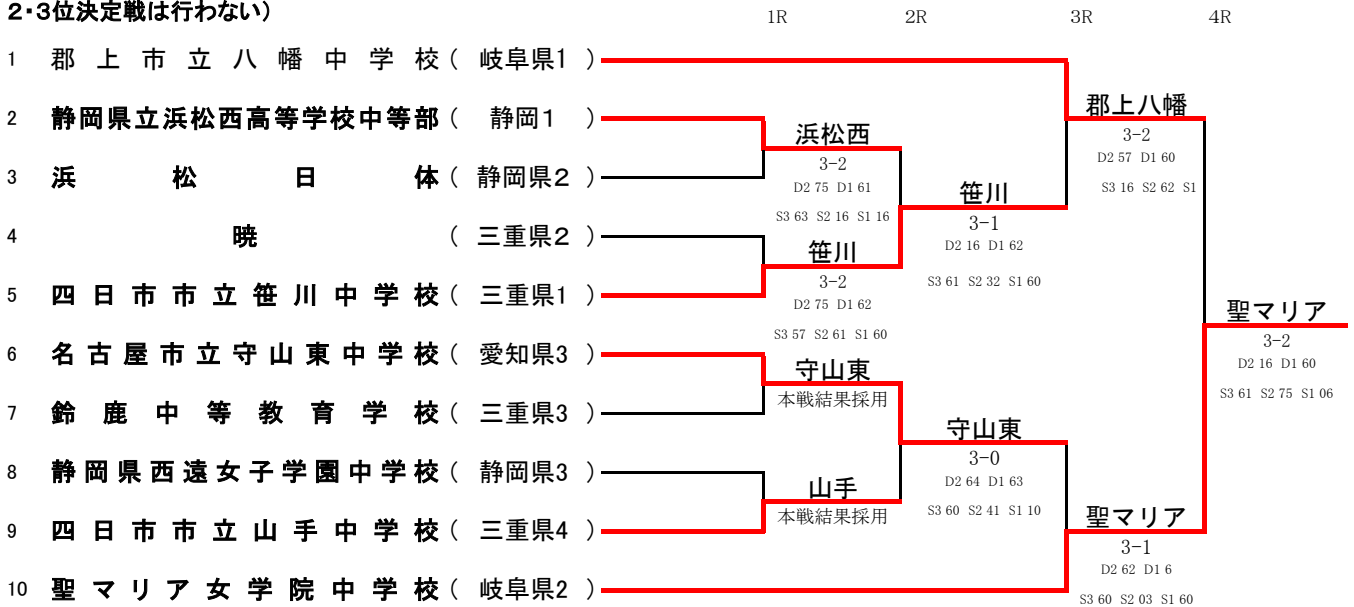 2・3位決定戦は行わない)
1R 2R 3R 4R
1 郡上市立八幡中学校 ( 岐阜県1 )
郡上八幡
3-2
D2 57 D1 60
S3 16 S2 62 S1
2 静岡県立浜松西高等学校中等部 ( 静岡1 )
浜松西
3-2
D2 75 D1 61
S3 63 S2 16 S1 16
3 浜松日体 ( 静岡県2 )
笹川
3-1
D2 16 D1 62
S3 61 S2 32 S1 60
4 暁 ( 三重県2 )
笹川
3-2
D2 75 D1 62
S3 57 S2 61 S1 60
5 四日市市立笹川中学校 ( 三重県1 )
聖マリア
3-2
D2 16 D1 60
S3 61 S2 75 S1 06
6 名古屋市立守山東中学校 ( 愛知県3 )
守山東
本戦結果採用
7 鈴鹿中等教育学校 ( 三重県3 )
守山東
3-0
D2 64 D1 63
S3 60 S2 41 S1 10
8 静岡県西遠女子学園中学校 ( 静岡県3 )
山手
本戦結果採用
9 四日市市立山手中学校 ( 三重県4 )
聖マリア
3-1
D2 62 D1 6
S3 60 S2 03 S1 60
10 聖マリア女学院中学校 ( 岐阜県2 )